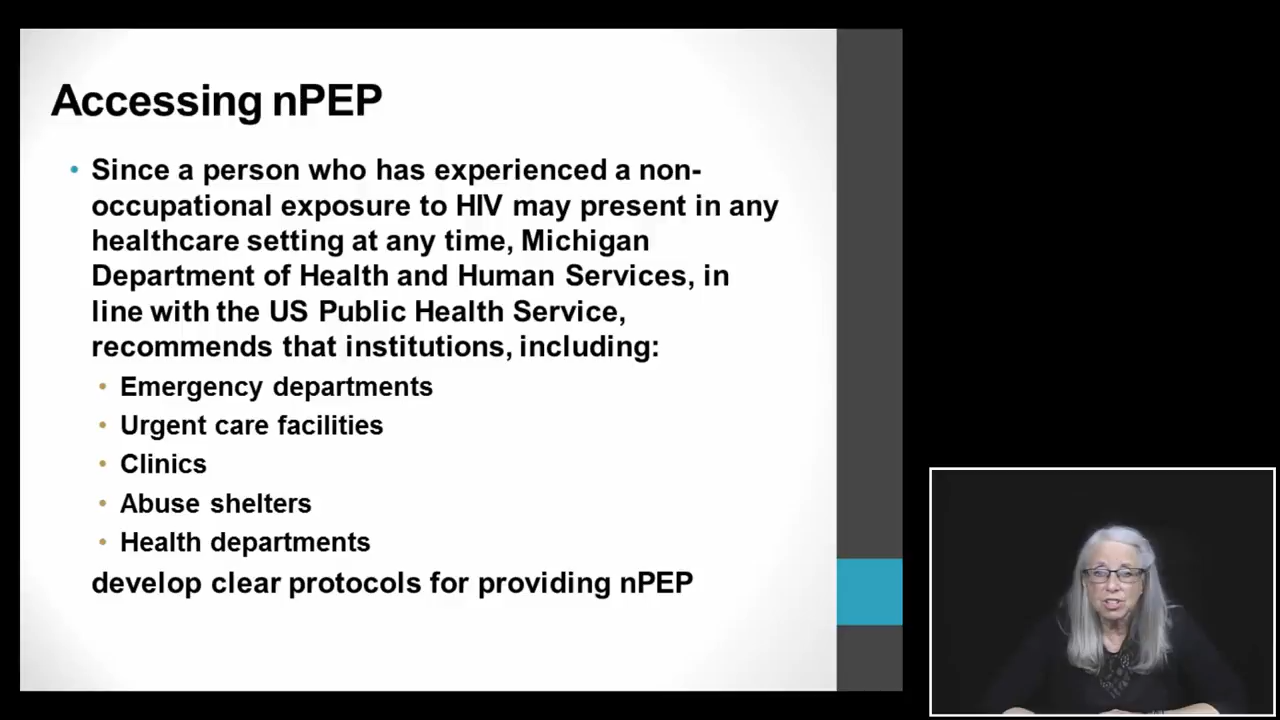 Accessing nPEP
• Since a person who has experienced a non-
occupational exposure to HIV may present in any
healthcare setting at any time, Michigan
Department of Health and Human Services, in
line with the US Public Health Service,
recommends that institutions, including:
• Emergency departments
• Urgent care facilities
• Clinics
• Abuse shelters
• Health departments
develop clear protocols for providing nPEP